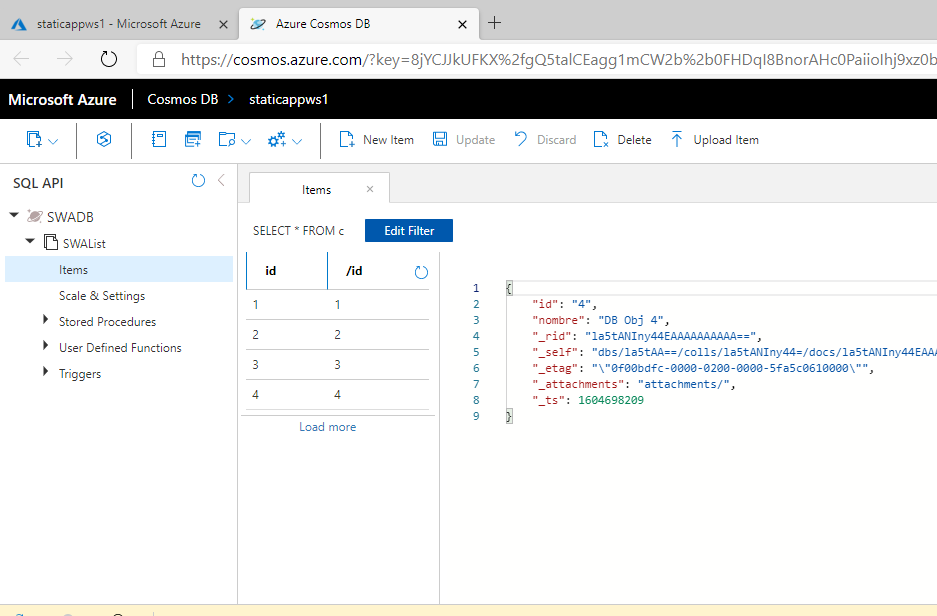 staticappws1 - Microsoft Azure
Azure Cosmos DB
https://cosmos.azure.com/?key=8jYCJJkUFKX%2fgQ5talCEagg1mCW2b%2b0FHDqI8BnorAHc0PaiioIhj9xz0b
Microsoft Azure Cosmos DB > staticappws1
New Item Update Discard Delete Upload Item
SQL API
Items
SWADB
SELECT * FROM c Edit Filter
SWAList
Items
Scale & Settings
Stored Procedures
User Defined Functions
Triggers
id /id
1 1
2 2
3 3
4 4
Load more
1 {
2 "id": "4",
3 "nombre": "DB Obj 4",
4 "_rid": "la5tANIny44EAAAAAAAAAA==",
5 "_self": "dbs/la5tAA==/colls/la5tANIny44=/docs/la5tANIny44EAAA
6 "_etag": "\"0f00bdfc-0000-0200-0000-5fa5c0610000\"",
7 "_attachments": "attachments/",
8 "_ts": 1604698209
9 }